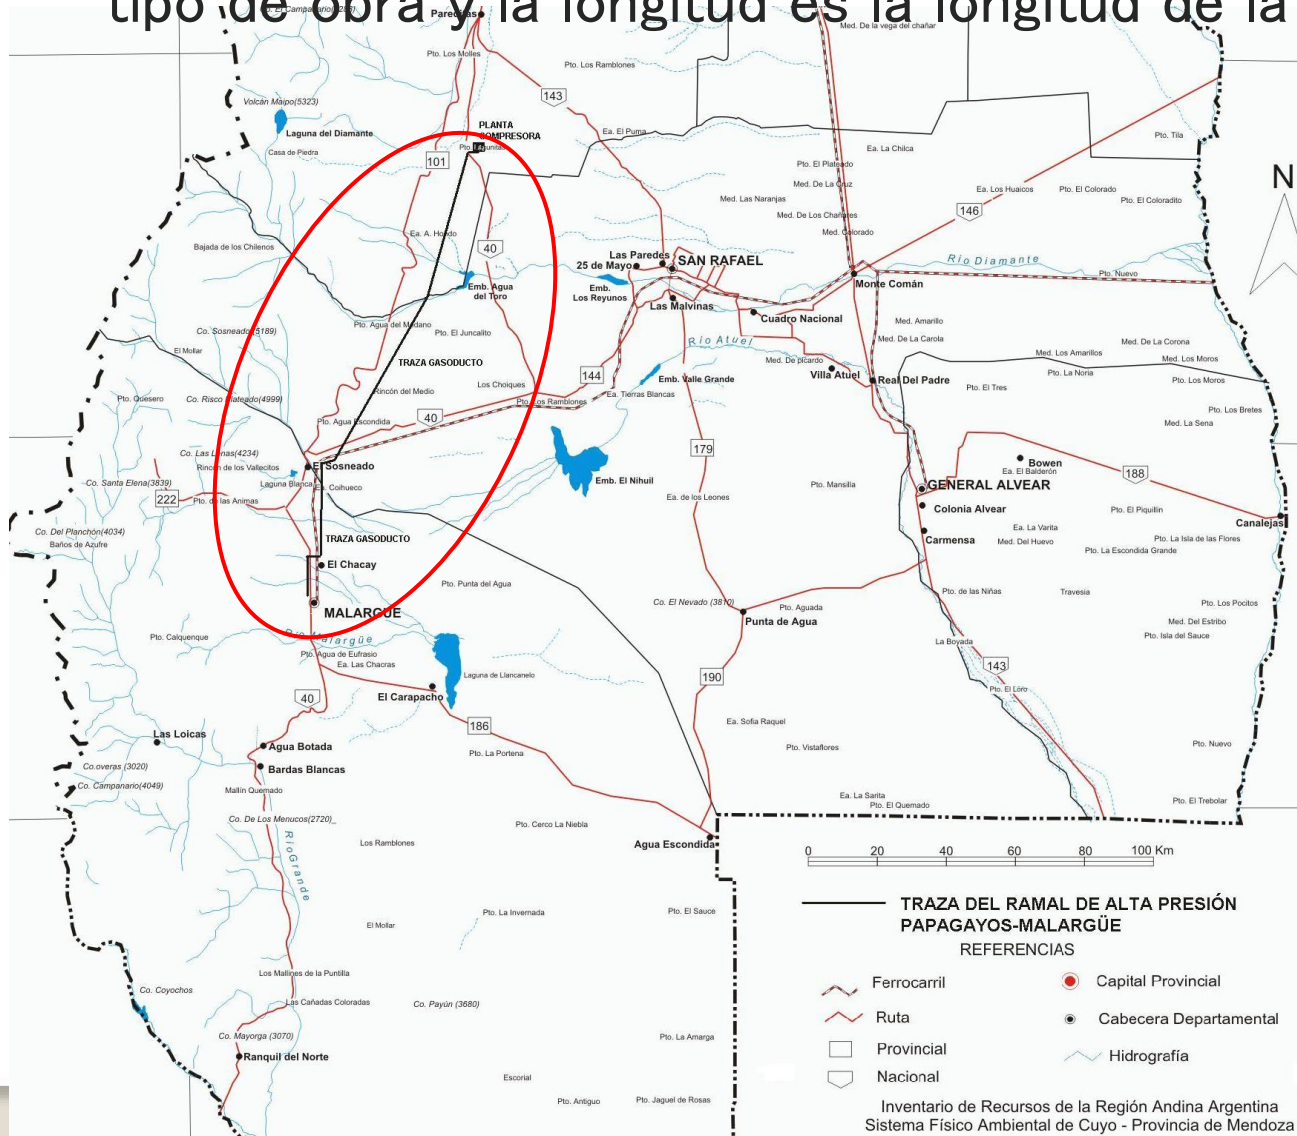 tipo de obra y la longitud es la longitud de la
Co. El Campanario
Pareditas
Med. De la vega del chañar
Pto. Los Molles
Pto. Los Ramblones
143
Volcán Maipo(5323)
Laguna del Diamante
Casa de Piedra
PLANTA
COMPRESORA
Ea. El Puma
Pto. Tila
101
Ea. La Chilca
N
Pto. El Plateado
Med. De La Cruz
Ea. Los Huaicos
Pto. El Colorado
Pto. El Coloradito
Med. Las Naranjas
Med. De Los Chañares
146
Med. Colorado
Ea. A. Hondo
Bajada de los Chilenos
40
Las Paredes
SAN RAFAEL
25 de Mayo
Río Diamante
Pto. Nuevo
Emb. Agua
del Toro
Emb.
Los Reyunos
Monte Comán
Las Malvinas
Cuadro Nacional
Co. Sosneado(5189)
Pto. Agua del Médano
Pto. El Juncalito
Med. Amarillo
Med. De La Carola
Río Atuel
Med. De La Corona
El Mollar
Med. Los Amarillos
Med. Los Moros
TRAZA GASODUCTO
Med. De picardo
Villa Atuel
Pto. La Noria
Pto. Los Moros
144
Emb. Valle Grande
Real Del Padre
Pto. El Tres
Los Choiques
Rincón del Medio
Ea. Tierras Blancas
Pto. Quesero
Co. Risco Plateado(4999)
Pto. Los Ramblones
Pto. Los Bretes
40
Pto. Agua Escondida
Med. La Sena
179
Co. Las Leñas(4234)
Rincón de los Vallecitos
El Sosneado
Bowen
Ea. El Balderón
188
Emb. El Nihuil
Co. Santa Elena(3839)
Laguna Blanca
Ea. Coihueco
Pto. Mansilla
GENERAL ALVEAR
222
Pto. de las Animas
Ea. de los Leones
Colonia Alvear
Pto. El Piquillin
Canalejas
Co. Del Planchón(4034)
Baños de Azufre
TRAZA GASODUCTO
Carmensa
Ea. La Varita
Med. Del Huevo
Pto. La Isla de las Flores
Pto. La Escondida Grande
El Chacay
Pto. Punta del Agua
Pto. de las Niñas
Travesia
MALARGÜE
Co. El Nevado (3810)
Pto. Aguada
Pto. Los Pocitos
Punta de Agua
Med. Del Estribo
Pto. Isla del Sauce
Pto. Calquenque
Río Malargüe
La Boyada
Pto. Agua de Eufrasio
Ea. Las Chacras
143
Laguna de Llancanelo
190
Pto. El Loro
40
El Carapacho
186
Ea. Sofia Raquel
Las Loicas
Agua Botada
Pto. La Portena
Pto. Vistaflores
Pto. Nuevo
Co.overas (3020)
Bardas Blancas
Co. Campanario(4049)
Mallín Quemado
Ea. La Sarita
Pto. El Quemado
Pto. El Trebolar
Co. De Los Menucos(2720)_
Pto. Cerco La Niebla
Río Grande
Los Ramblones
Agua Escondida
0 20 40 60 80 100 Km
TRAZA DEL RAMAL DE ALTA PRESIÓN
PAPAGAYOS-MALARGÜE
REFERENCIAS
Pto. La Invernada
Pto. El Sauce
El Mollar
Ferrocarril
Capital Provincial
Los Mallines de la Puntilla
Co. Coyochos
Las Cañadas Coloradas
Co. Payún (3680)
Ruta
Cabecera Departamental
Co. Mayorga (3070)
Pto. La Amarga
Provincial
Hidrografía
Ranquil del Norte
Nacional
Escorial
Pto. Antiguo
Pto. Jaguel de Rosas
Inventario de Recursos de la Región Andina Argentina
Sistema Físico Ambiental de Cuyo - Provincia de Mendoza